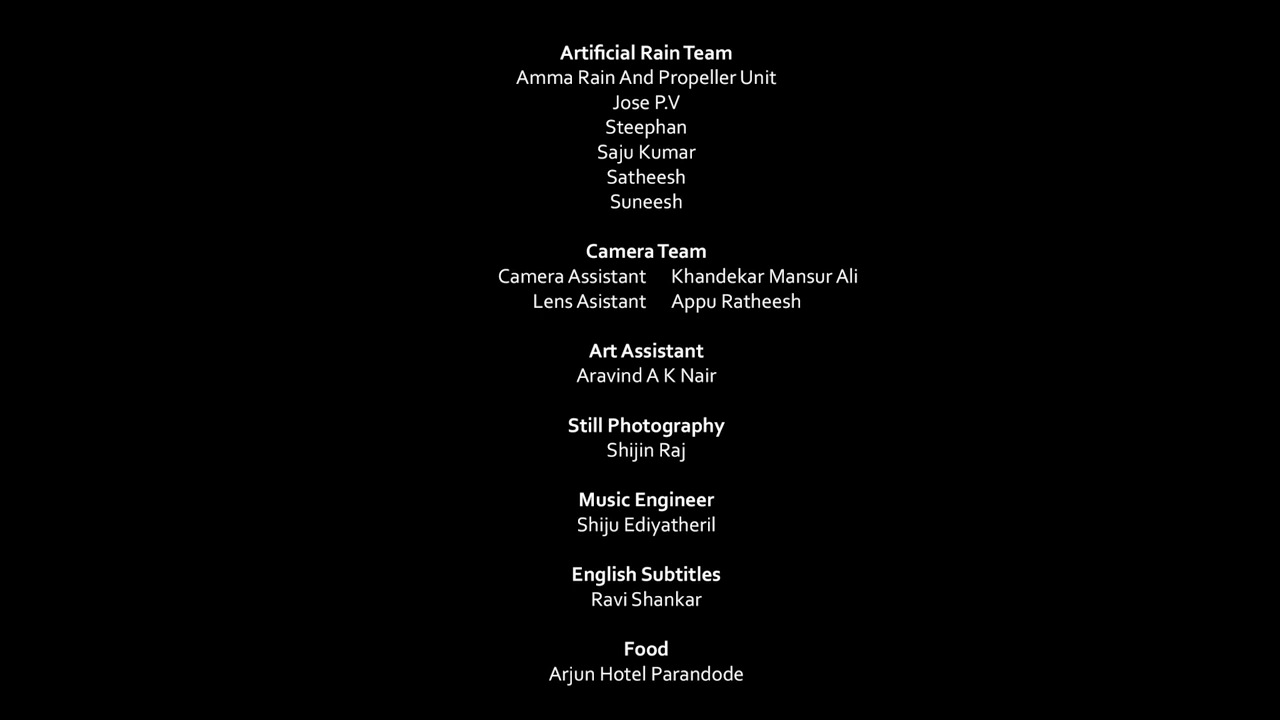 Artificial Rain Team
Amma Rain And Propeller Unit
Jose P.V
Steephan
Saju Kumar
Satheesh
Suneesh
Camera Team
Camera Assistant Khandekar Mansur Ali
Lens Asistant Appu Ratheesh
Art Assistant
Aravind A K Nair
Still Photography
Shijin Raj
Music Engineer
Shiju Ediyatheril
English Subtitles
Ravi Shankar
Food
Arjun Hotel Parandode